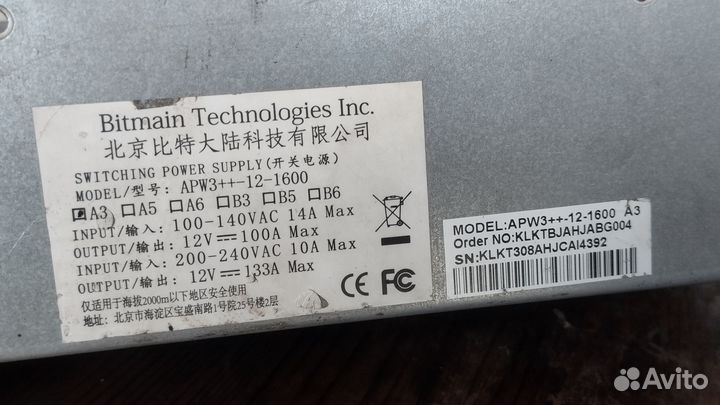 Bitmain Technologies Inc.
北京比特大陆科技有限公司
SWITCHING POWER SUPPLY(开关电源)
MODEL/型号: APW3++-12-1600
A3 □A5 □A6 □B3 □B5 □B6
INPUT/输入: 100-140VAC 14A Max
OUTPUT/输出: 12V⎓100A Max
INPUT/输入: 200-240VAC 10A Max
OUTPUT/输出: 12V⎓133A Max
仅适用于海拔2000m以下地区安全使用
地址: 北京市海淀区宝盛南路1号院25号楼2层
CE FC
MODEL:APW3++-12-1600 A3
Order NO:KLKTBJAHJABG004
SN:KLKT308AHJCAI4392
Avito